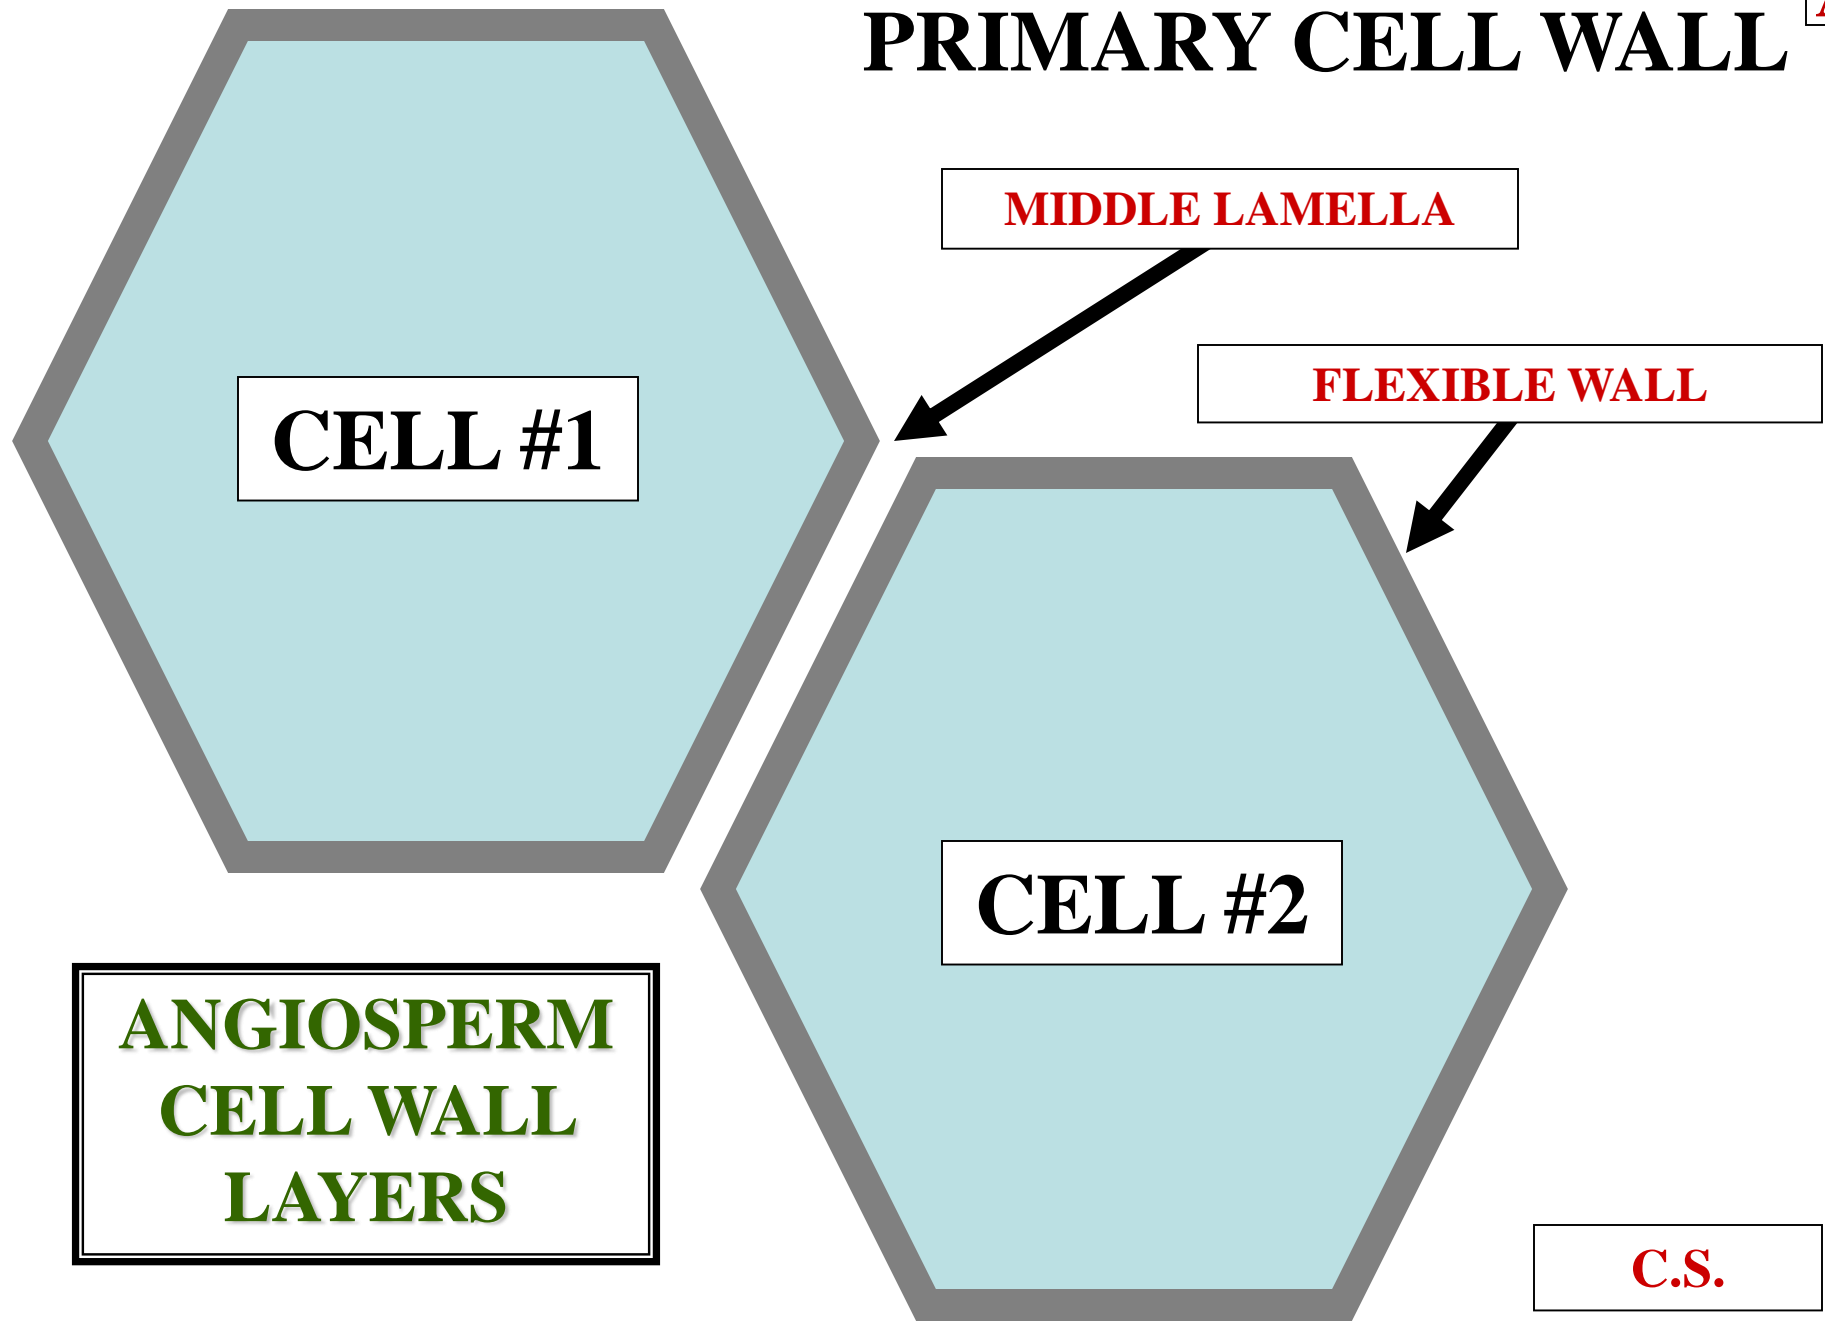 PRIMARY CELL WALL
MIDDLE LAMELLA
FLEXIBLE WALL
CELL #1
CELL #2
ANGIOSPERM
CELL WALL
LAYERS
C.S.